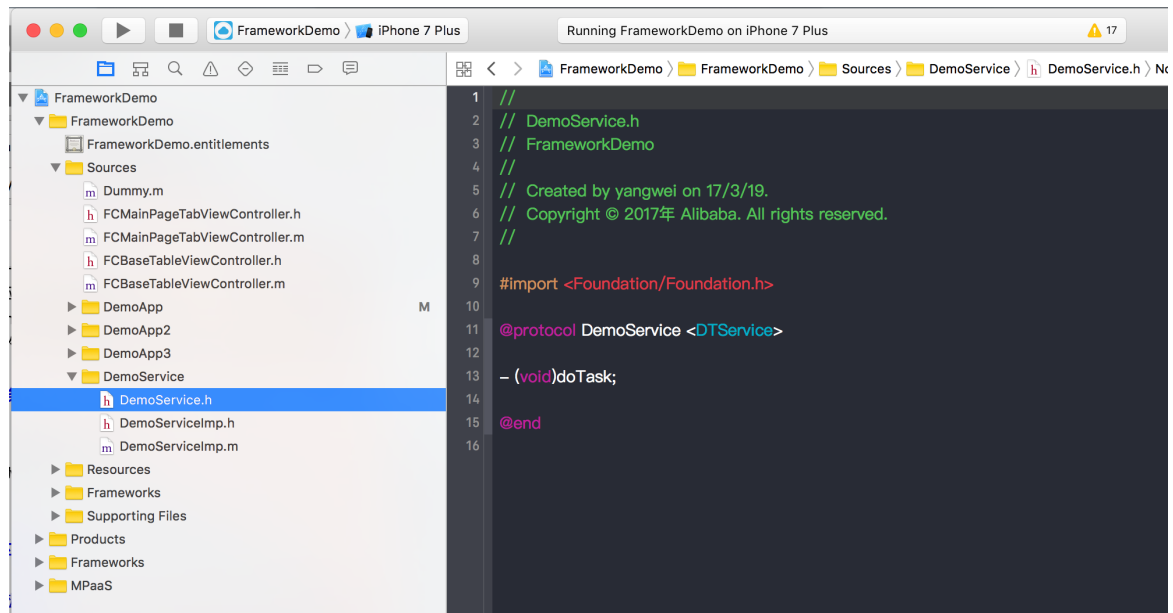 FrameworkDemo 〉 iPhone 7 Plus
Running FrameworkDemo on iPhone 7 Plus
17
FrameworkDemo 〉 FrameworkDemo 〉 Sources 〉 DemoService 〉 h DemoService.h 〉 No
FrameworkDemo
FrameworkDemo
FrameworkDemo.entitlements
Sources
m Dummy.m
h FCMainPageTabViewController.h
m FCMainPageTabViewController.m
h FCBaseTableViewController.h
m FCBaseTableViewController.m
DemoApp M
DemoApp2
DemoApp3
DemoService
h DemoService.h
h DemoServiceImp.h
m DemoServiceImp.m
Resources
Frameworks
Supporting Files
Products
Frameworks
MPaaS
1 //
2 // DemoService.h
3 // FrameworkDemo
4 //
5 // Created by yangwei on 17/3/19.
6 // Copyright © 2017年 Alibaba. All rights reserved.
7 //
8
9 #import <Foundation/Foundation.h>
10
11 @protocol DemoService <DTService>
12
13 - (void)doTask;
14
15 @end
16